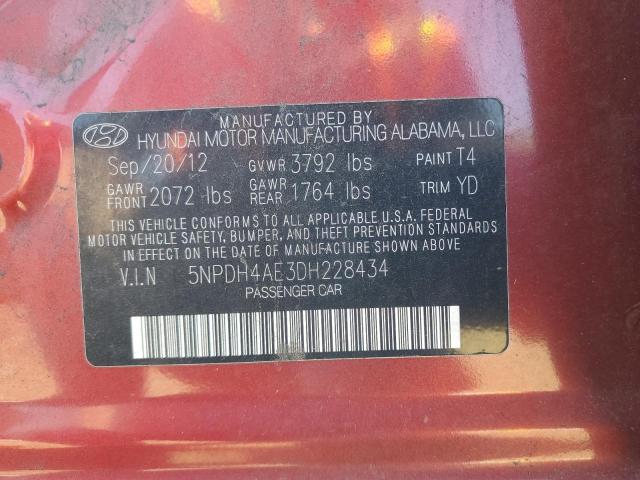 MANUFACTURED BY
HYUNDAI MOTOR MANUFACTURING ALABAMA, LLC
Sep/20/12 GVWR 3792 lbs PAINT T4
GAWR FRONT 2072 lbs GAWR REAR 1764 lbs TRIM YD
THIS VEHICLE CONFORMS TO ALL APPLICABLE U.S.A. FEDERAL
MOTOR VEHICLE SAFETY, BUMPER, AND THEFT PREVENTION STANDARDS
IN EFFECT ON THE DATE OF MANUFACTURE SHOWN ABOVE
V.I.N 5NPDH4AE3DH228434
PASSENGER CAR